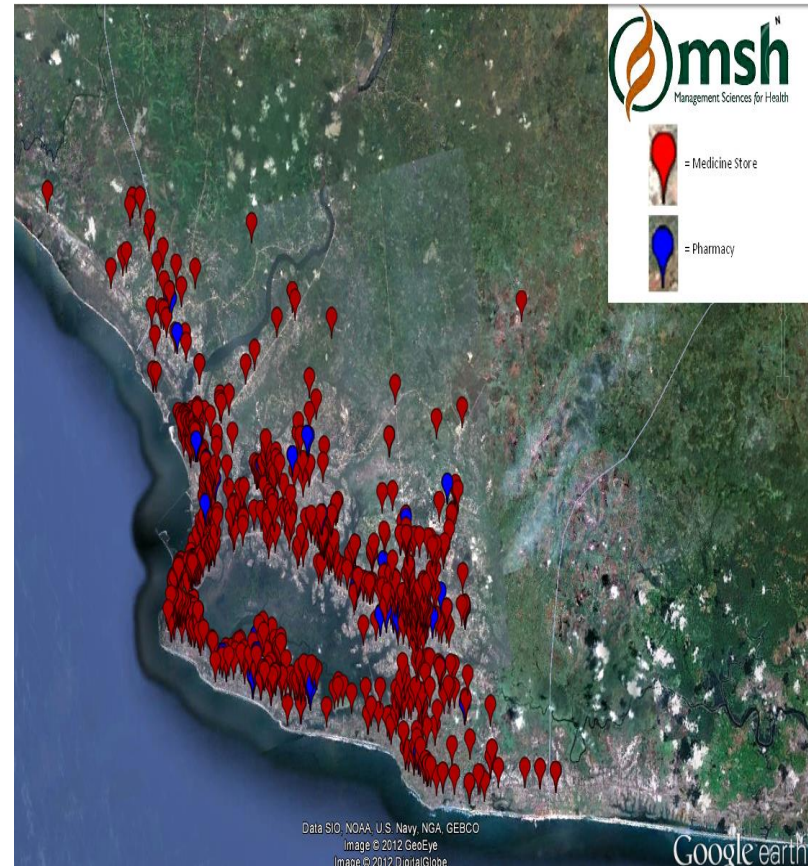 N
msh
Management Sciences for Health
= Medicine Store
= Pharmacy
Data SIO, NOAA, U.S. Navy, NGA, GEBCO
Image © 2012 GeoEye
Image © 2012 DigitalGlobe
Google earth